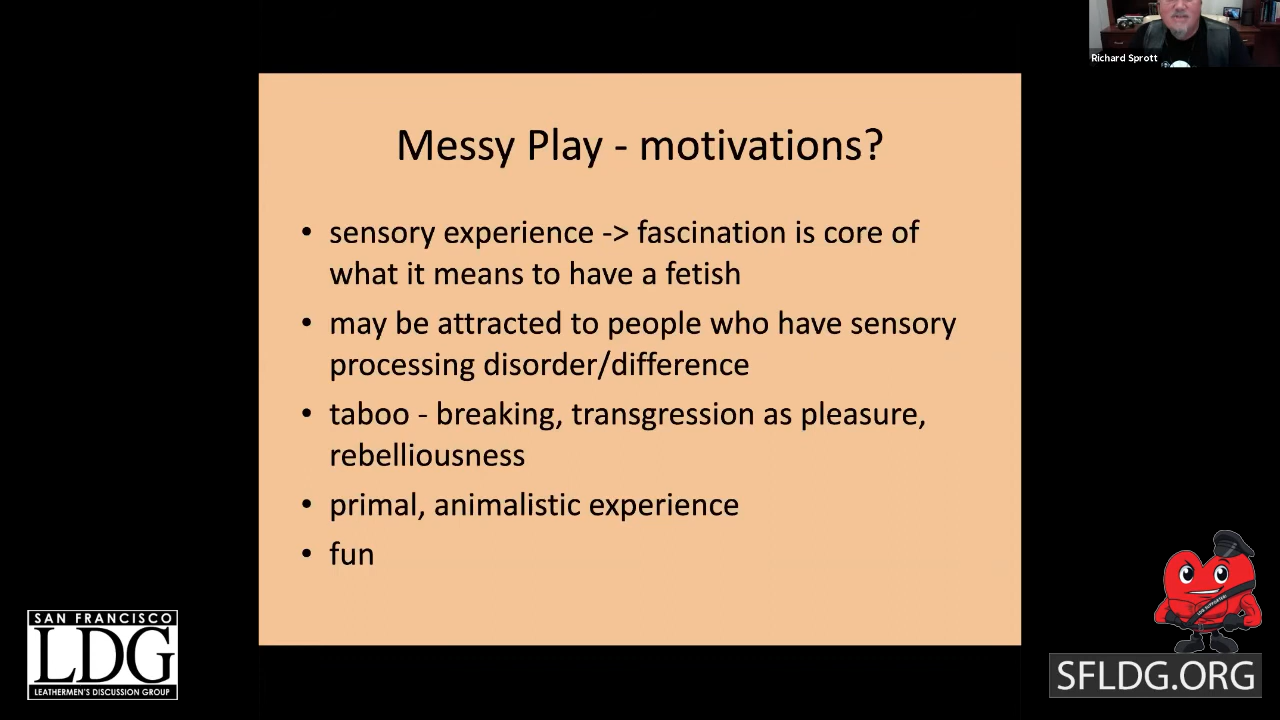 Richard Sprott
Messy Play - motivations?
• sensory experience -> fascination is core of
what it means to have a fetish
• may be attracted to people who have sensory
processing disorder/difference
• taboo - breaking, transgression as pleasure,
rebelliousness
• primal, animalistic experience
• fun
SAN FRANCISCO
LDG
LEATHERMEN'S DISCUSSION GROUP
LDG SUPPORTER!
SFLDG.ORG